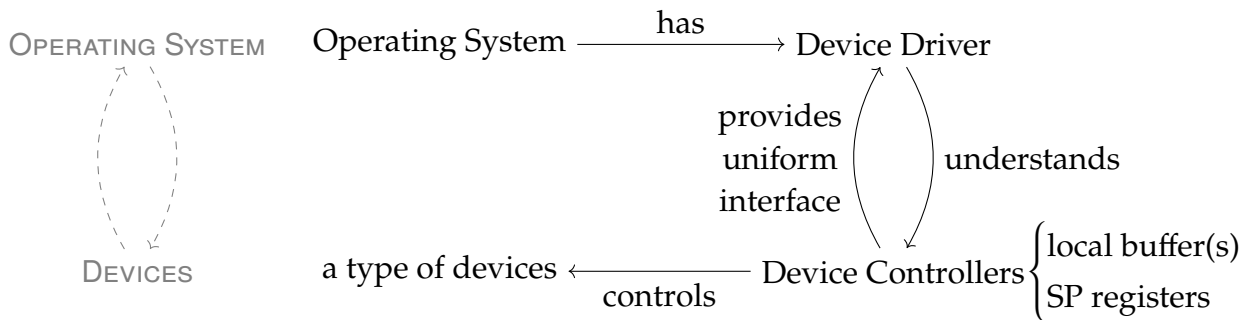 OPERATING SYSTEM
Operating System
has
Device Driver
provides
uniform
interface
understands
DEVICES
a type of devices
controls
Device Controllers
local buffer(s)
SP registers